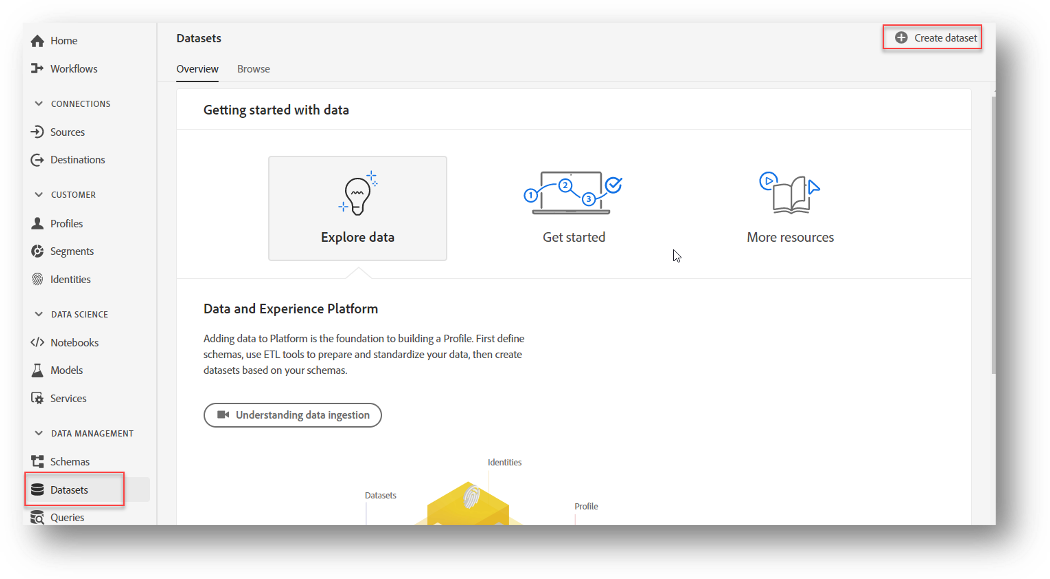 Home
Workflows
CONNECTIONS
Sources
Destinations
CUSTOMER
Profiles
Segments
Identities
DATA SCIENCE
Notebooks
Models
Services
DATA MANAGEMENT
Schemas
Datasets
Queries
Datasets
Create dataset
Overview Browse
Getting started with data
1 2 3
Explore data Get started More resources
Data and Experience Platform
Adding data to Platform is the foundation to building a Profile. First define
schemas, use ETL tools to prepare and standardize your data, then create
datasets based on your schemas.
Understanding data ingestion
Identities
Datasets
Profile